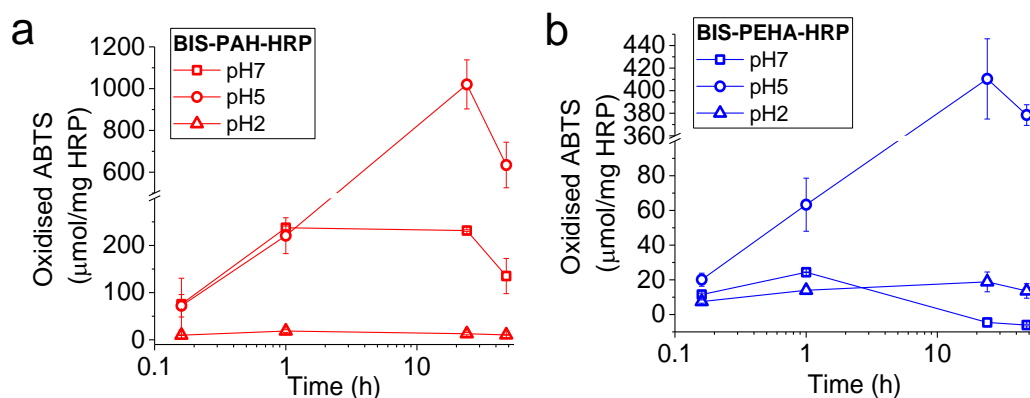 a
BIS-PAH-HRP
pH7
pH5
pH2
1200
1000
800
600
200
100
0
0.1
1
10
Time (h)
Oxidised ABTS
(μmol/mg HRP)
b
BIS-PEHA-HRP
pH7
pH5
pH2
440
420
400
380
360
80
60
40
20
0
0.1
1
10
Time (h)
Oxidised ABTS
(μmol/mg HRP)